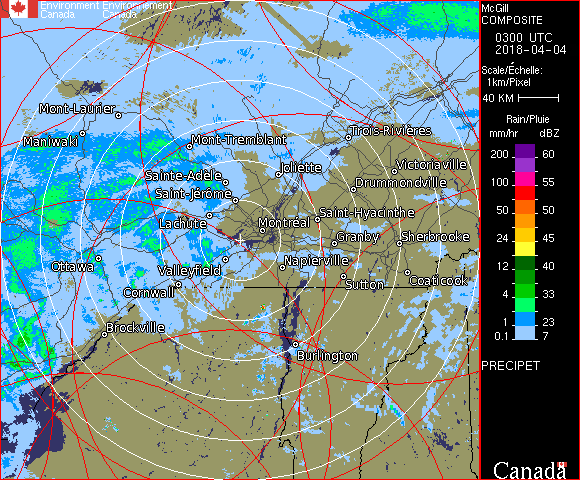 Environment Environnement
Canada Canada
McGill
COMPOSITE
0300 UTC
2018-04-04
Scale/Échelle:
1km/Pixel
40 KM
Rain/Pluie
mm/hr dBZ
200 60
100 55
50 50
24 45
12 40
8 33
4 33
1 23
0.1 7
PRECIPET
Canada
Mont-Laurier
Maniwaki
Mont-Tremblant
Trois-Rivières
Joliette
Victoriaville
Sainte-Adèle
Drummondville
Saint-Jérôme
Saint-Hyacinthe
Lachute
Montréal
Granby
Sherbrooke
Ottawa
Valleyfield
Napierville
Coaticook
Sutton
Cornwall
Brockville
Burlington